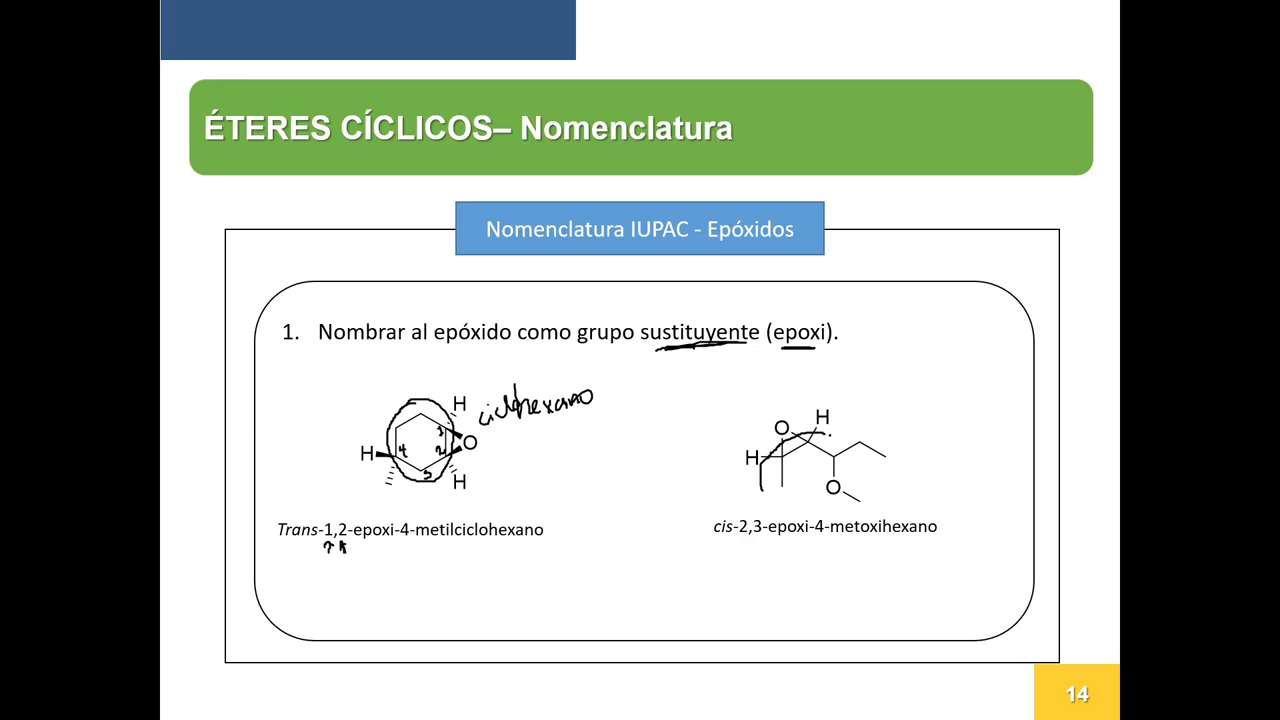 ÉTERES CÍCLICOS– Nomenclatura
Nomenclatura IUPAC - Epóxidos
1. Nombrar al epóxido como grupo sustituyente (epoxi).
H
ciclohexano
1
O
H
4
2
3
H
Trans-1,2-epoxi-4-metilciclohexano
H
O
H
O
cis-2,3-epoxi-4-metoxihexano
14